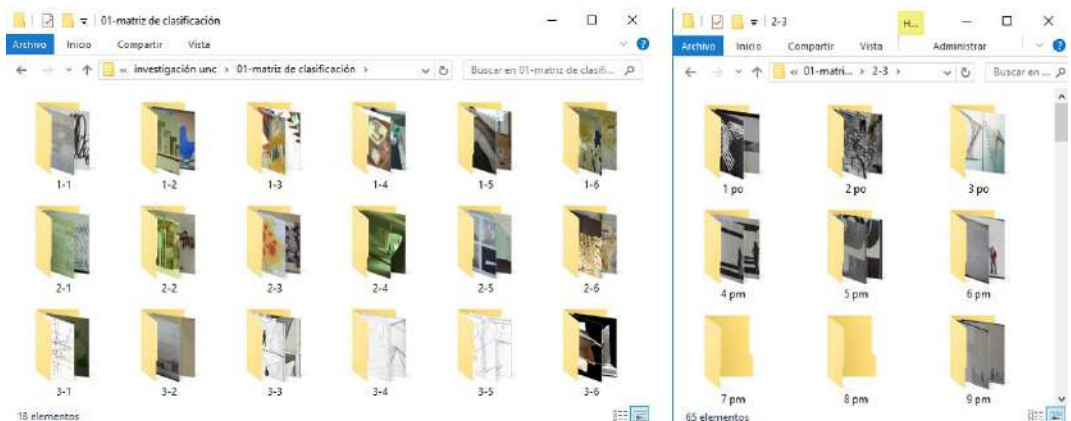 01-matriz de clasificación
Archivo Inicio Compartir Vista
« investigación unc > 01-matriz de clasificación >
Buscar en 01-matriz de clasifi...
1-1 1-2 1-3 1-4 1-5 1-6
2-1 2-2 2-3 2-4 2-5 2-6
3-1 3-2 3-3 3-4 3-5 3-6
18 elementos
2-3
H...
Archivo Inicio Compartir Vista Administrar
« 01-matri... > 2-3 >
Buscar en ...
1 po 2 po 3 po
4 pm 5 pm 6 pm
7 pm 8 pm 9 pm
65 elementos